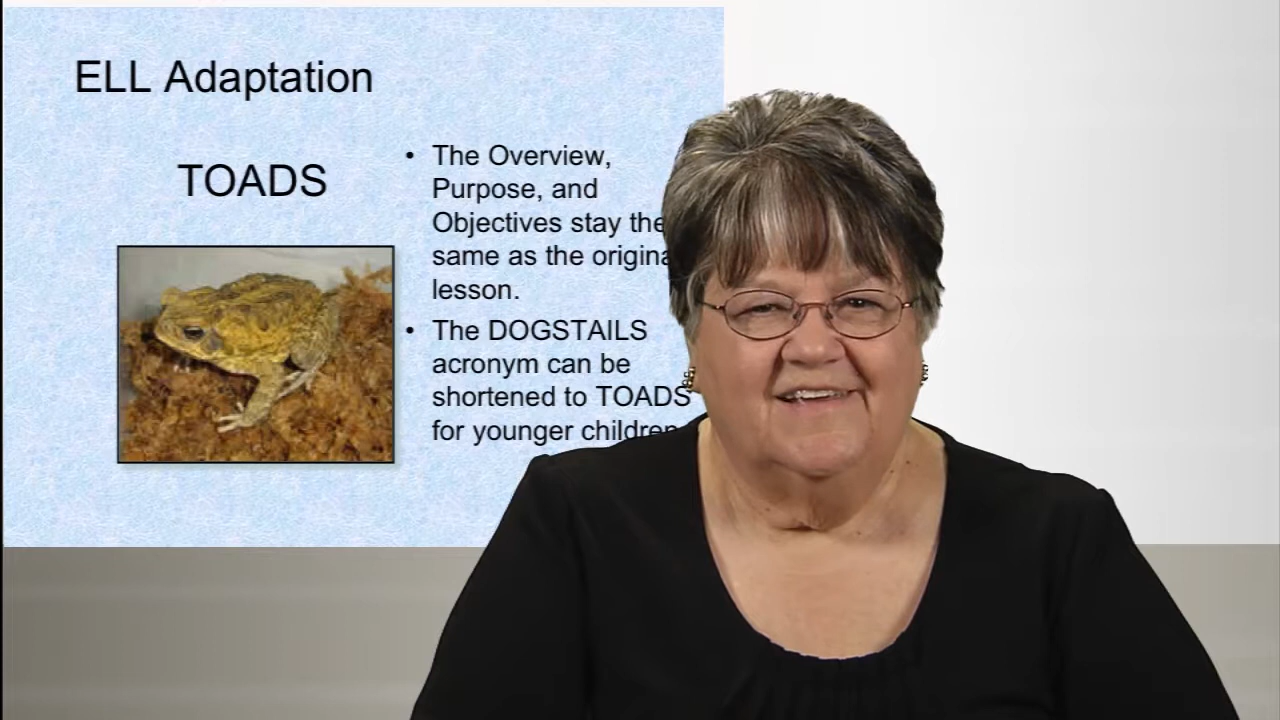 ELL Adaptation
TOADS
• The Overview,
Purpose, and
Objectives stay the
same as the origina
lesson.
• The DOGSTAILS
acronym can be
shortened to TOADS
for younger children